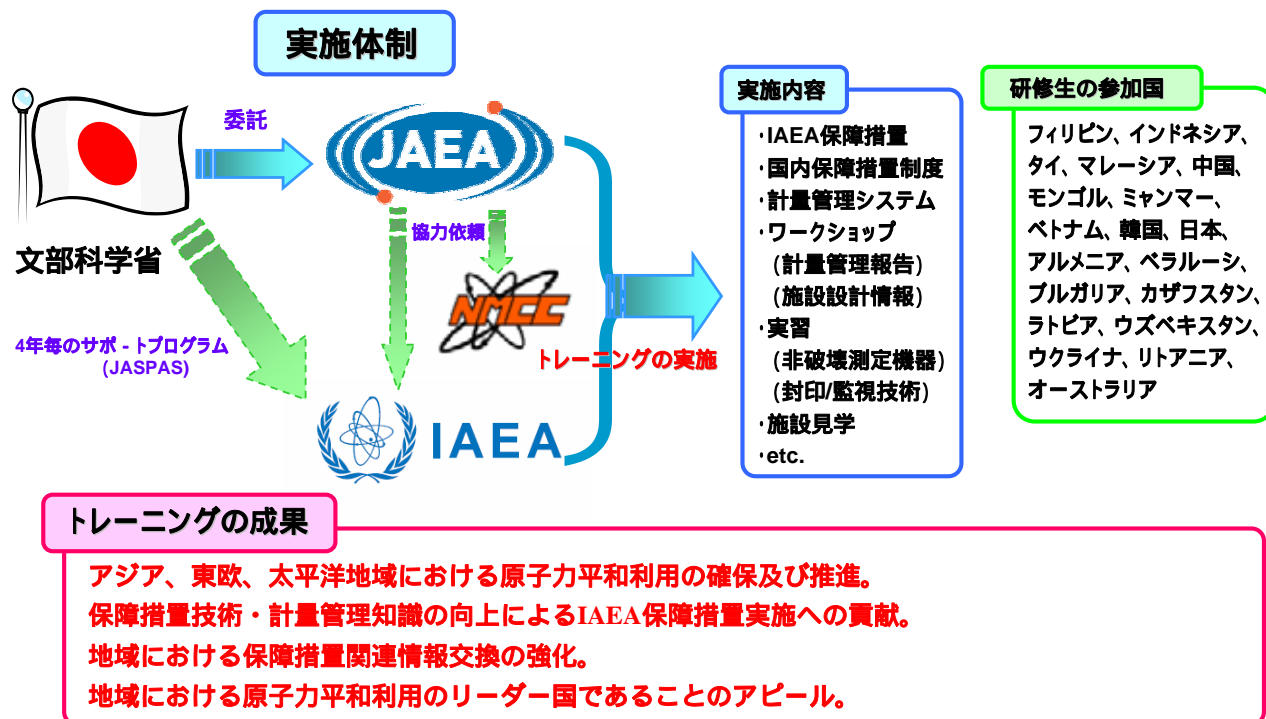 実施体制
委託
JAEA
文部科学省
協力依頼
NMCC
4年毎のサポ-トプログラム
(JASPAS)
IAEA
トレーニングの実施
実施内容
・IAEA保障措置
・国内保障措置制度
・計量管理システム
・ワークショップ
(計量管理報告)
(施設設計情報)
・実習
(非破壊測定機器)
(封印/監視技術)
・施設見学
・etc.
研修生の参加国
フィリピン、インドネシア、
タイ、マレーシア、中国、
モンゴル、ミャンマー、
ベトナム、韓国、日本、
アルメニア、ベラルーシ、
ブルガリア、カザフスタン、
ラトビア、ウズベキスタン、
ウクライナ、リトアニア、
オーストラリア
トレーニングの成果
アジア、東欧、太平洋地域における原子力平和利用の確保及び推進。
保障措置技術・計量管理知識の向上によるIAEA保障措置実施への貢献。
地域における保障措置関連情報交換の強化。
地域における原子力平和利用のリーダー国であることのアピール。